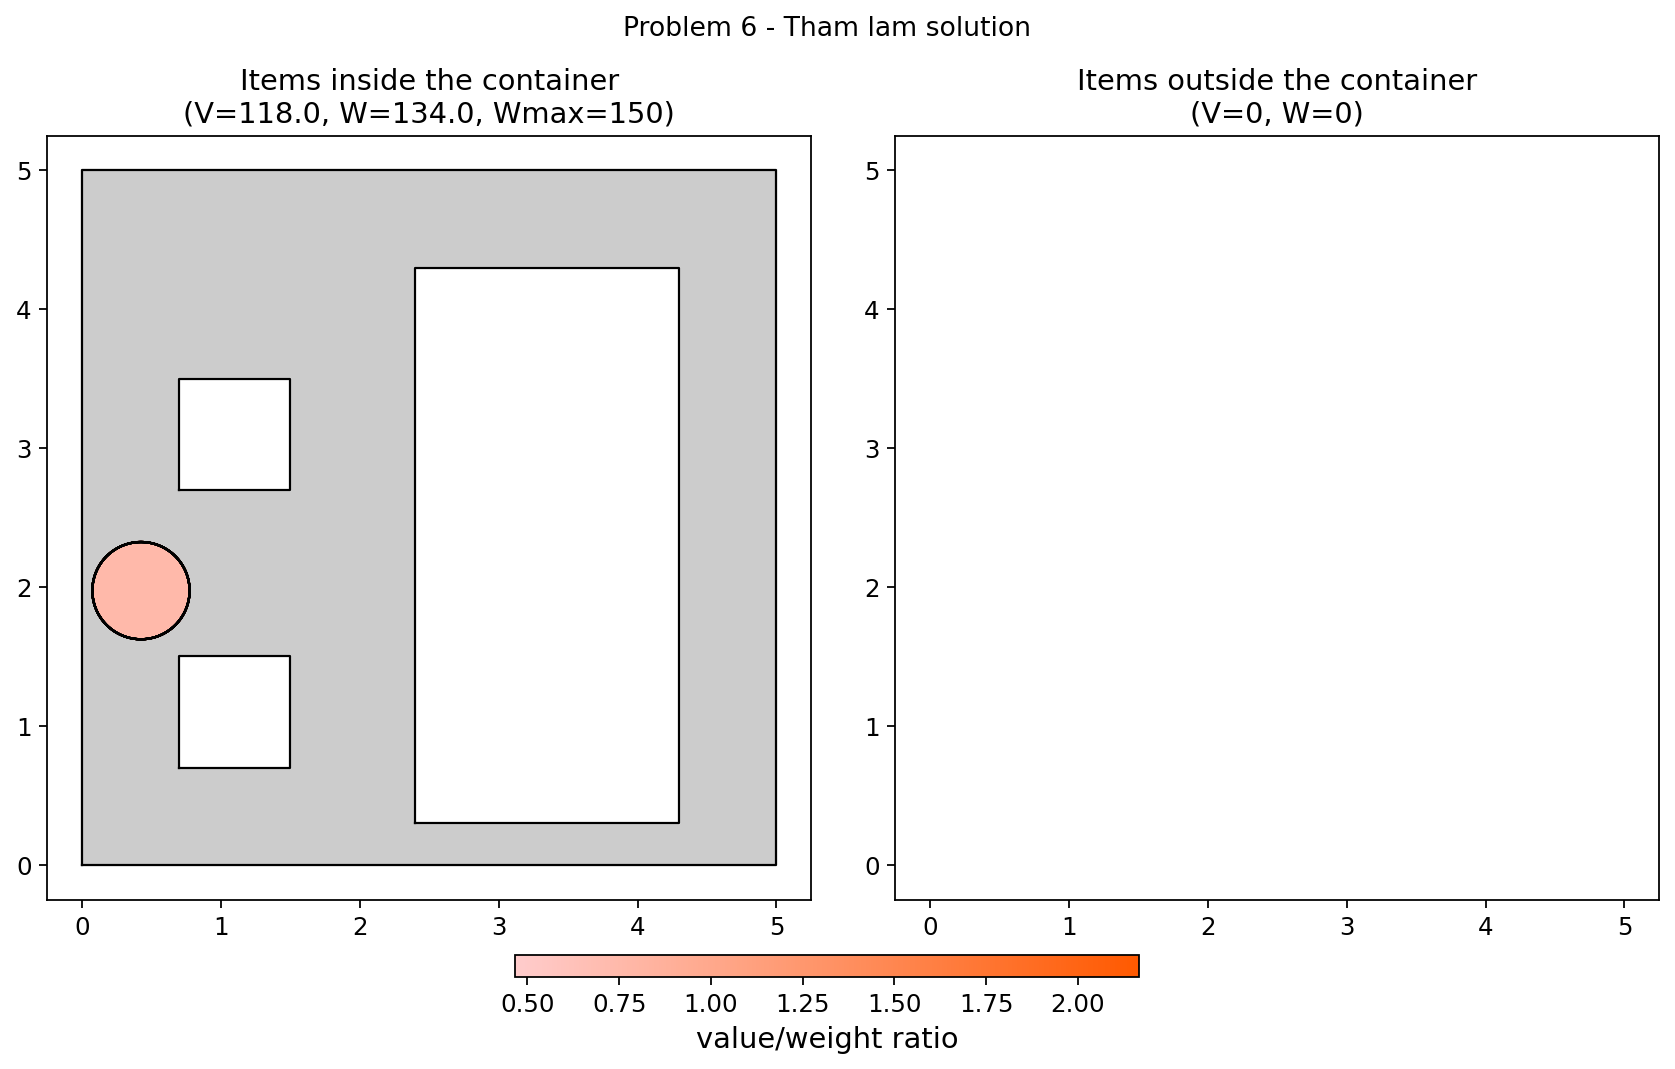 Problem 6 - Tham lam solution
Items inside the container
(V=118.0, W=134.0, Wmax=150)
5
4
3
2
1
0
0 1 2 3 4 5
Items outside the container
(V=0, W=0)
5
4
3
2
1
0
0 1 2 3 4 5
0.50 0.75 1.00 1.25 1.50 1.75 2.00
value/weight ratio